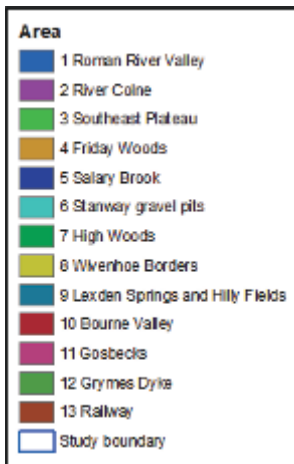 Area
1 Roman River Valley
2 River Colne
3 Southeast Plateau
4 Friday Woods
5 Salary Brook
6 Stanway gravel pits
7 High Woods
8 Wivenhoe Borders
9 Lexden Springs and Hilly Fields
10 Bourne Valley
11 Gosbecks
12 Grymes Dyke
13 Railway
Study boundary